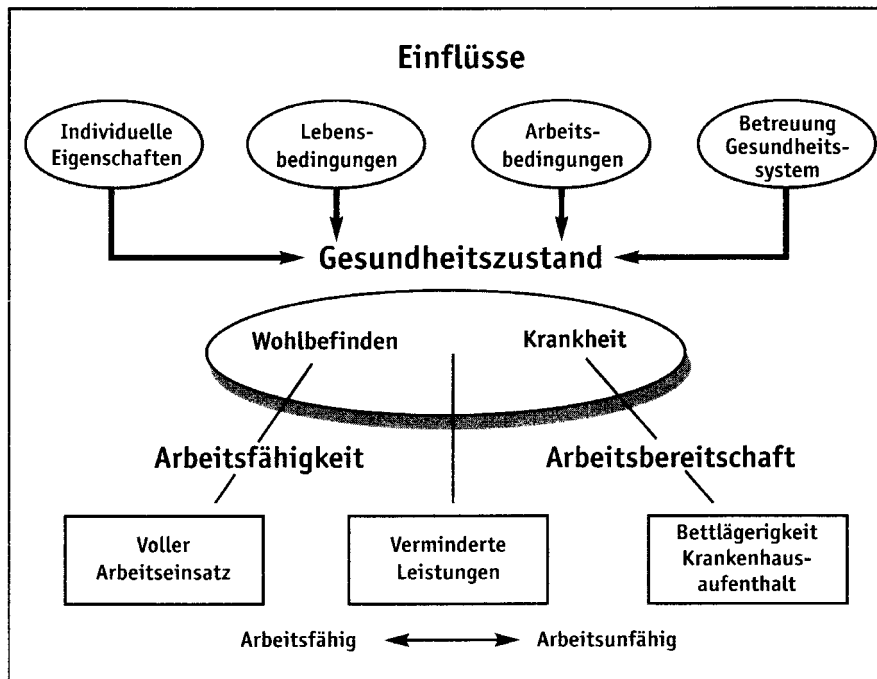 Einflüsse
Individuelle
Eigenschaften
Lebens-
bedingungen
Arbeits-
bedingungen
Betreuung
Gesundheits-
system
Gesundheitszustand
Wohlbefinden
Krankheit
Arbeitsfähigkeit
Arbeitsbereitschaft
Voller
Arbeitseinsatz
Verminderte
Leistungen
Bettlägerigkeit
Krankenhaus-
aufenthalt
Arbeitsfähig
Arbeitsunfähig